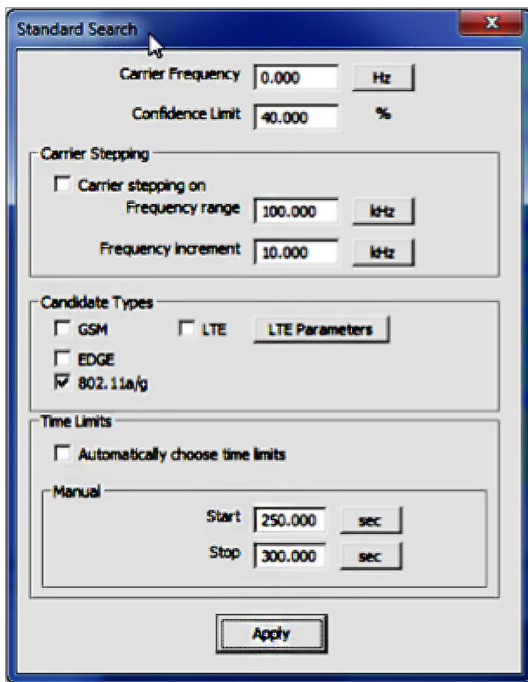 Standard Search
Carrier Frequency 0.000 Hz
Confidence Limit 40.000 %
Carrier Stepping
Carrier stepping on
Frequency range 100.000 kHz
Frequency increment 10.000 kHz
Candidate Types
GSM LTE LTE Parameters
EDGE
802.11a/g
Time Limits
Automatically choose time limits
Manual
Start 250.000 sec
Stop 300.000 sec
Apply